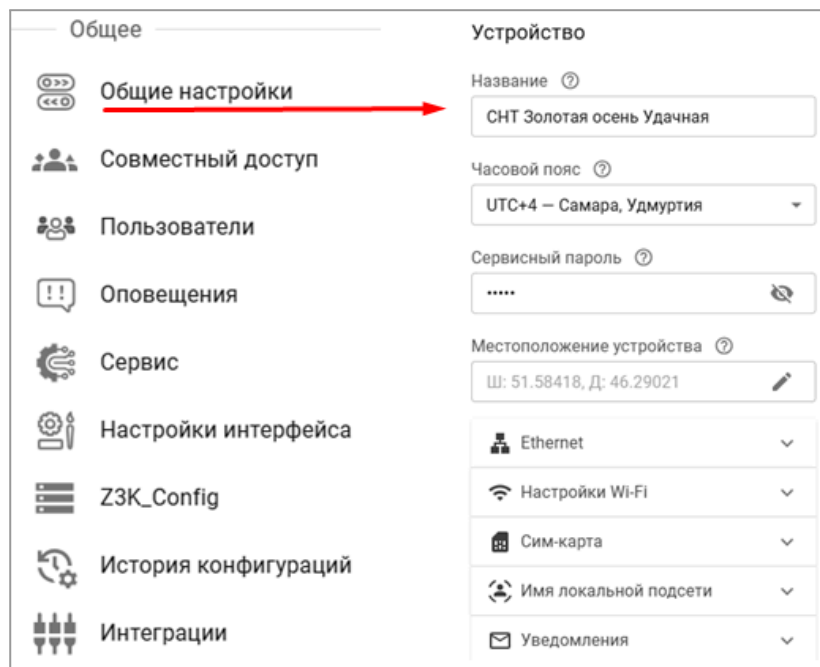 Общее
Общие настройки
Совместный доступ
Пользователи
Оповещения
Сервис
Настройки интерфейса
Z3K_Config
История конфигураций
Интеграции
Устройство
Название
СНТ Золотая осень Удачная
Часовой пояс
UTC+4 — Самара, Удмуртия
Сервисный пароль
•••••
Местоположение устройства
Ш: 51.58418, Д: 46.29021
Ethernet
Настройки Wi-Fi
Сим-карта
Имя локальной подсети
Уведомления